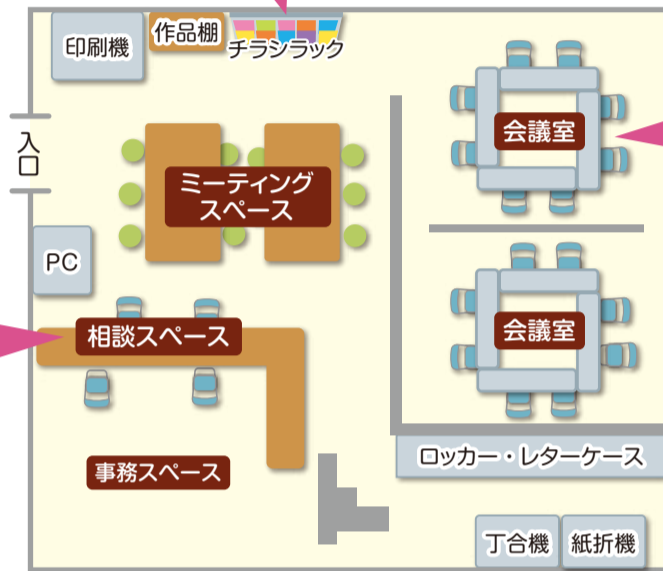 印刷機
作品棚
チラシラック
入口
会議室
ミーティング
スペース
PC
相談スペース
会議室
事務スペース
ロッカー・レターケース
丁合機
紙折機